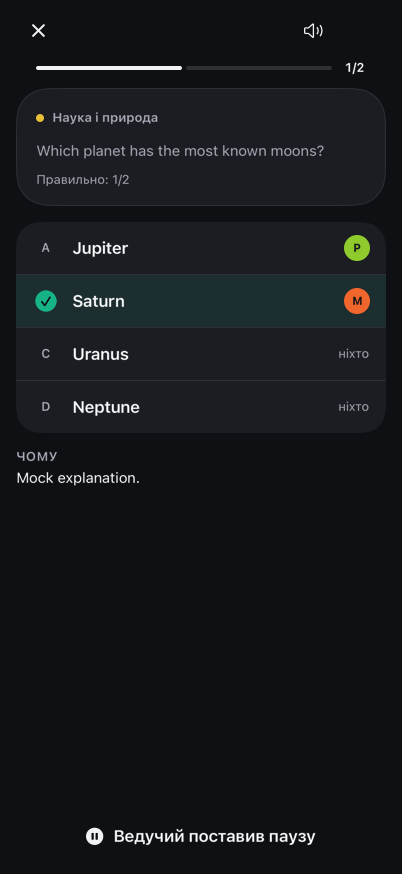 1/2
Наука і природа
Which planet has the most known moons?
Правильно: 1/2
A Jupiter P
Saturn M
C Uranus ніхто
D Neptune ніхто
ЧОМУ
Mock explanation.
Ведучий поставив паузу